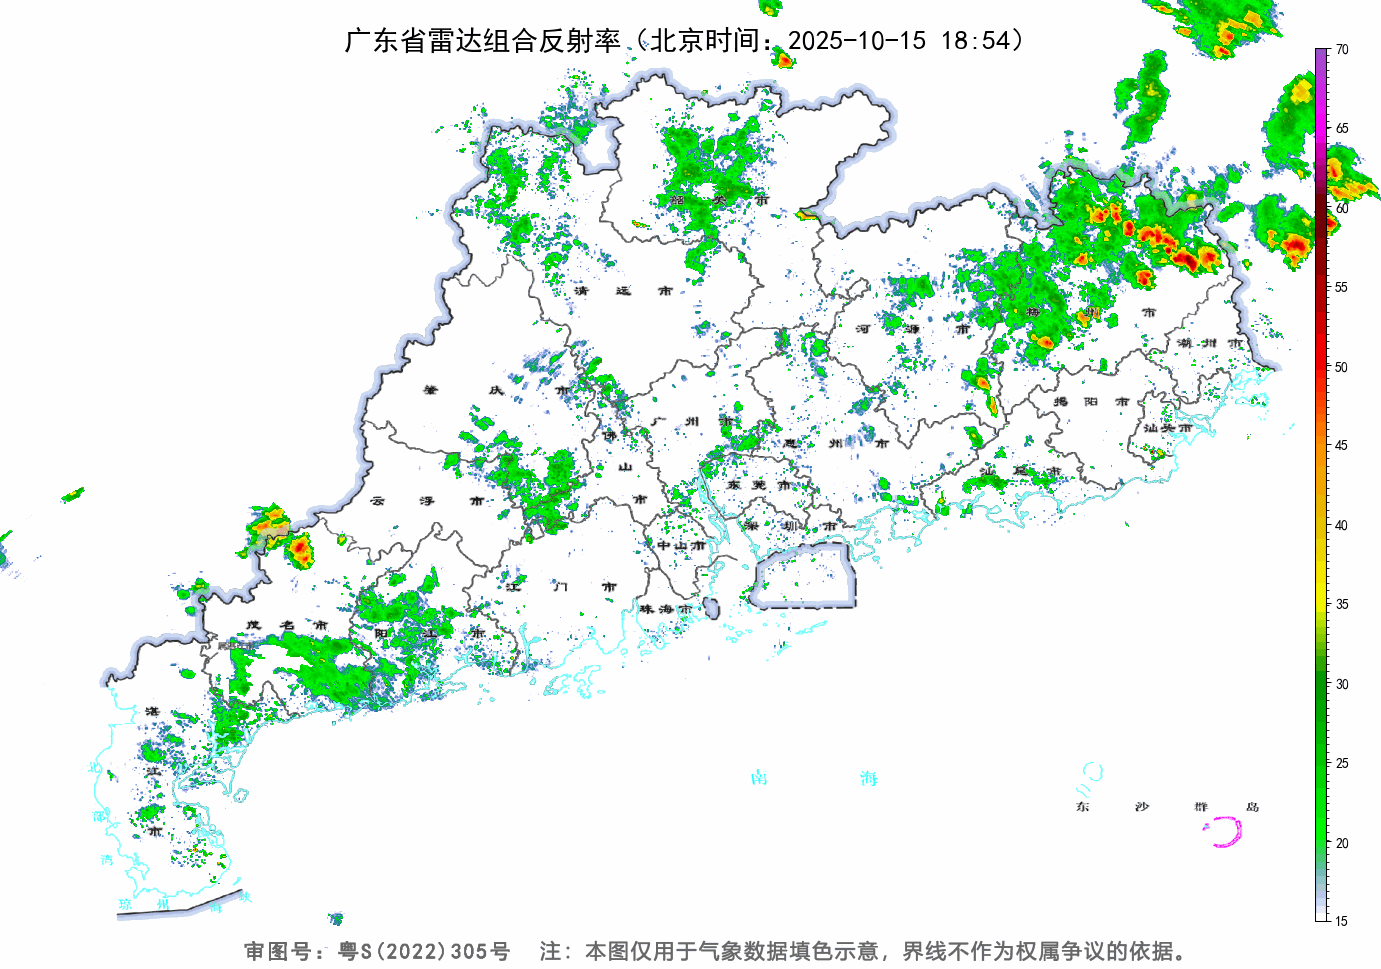 广东省雷达组合反射率（北京时间：2025-10-15 18:54）
70
65
60
55
50
45
40
35
30
25
20
15
韶关市
清远市
河源市
梅州市
潮州市
肇庆市
广州市
惠州市
揭阳市
汕头市
佛山市
云浮市
东莞市
汕尾市
深圳市
中山市
江门市
珠海市
茂名市
阳江市
湛江市
北部湾
南海
东沙群岛
琼州海峡
审图号：粤S(2022)305号 注：本图仅用于气象数据填色示意，界线不作为权属争议的依据。